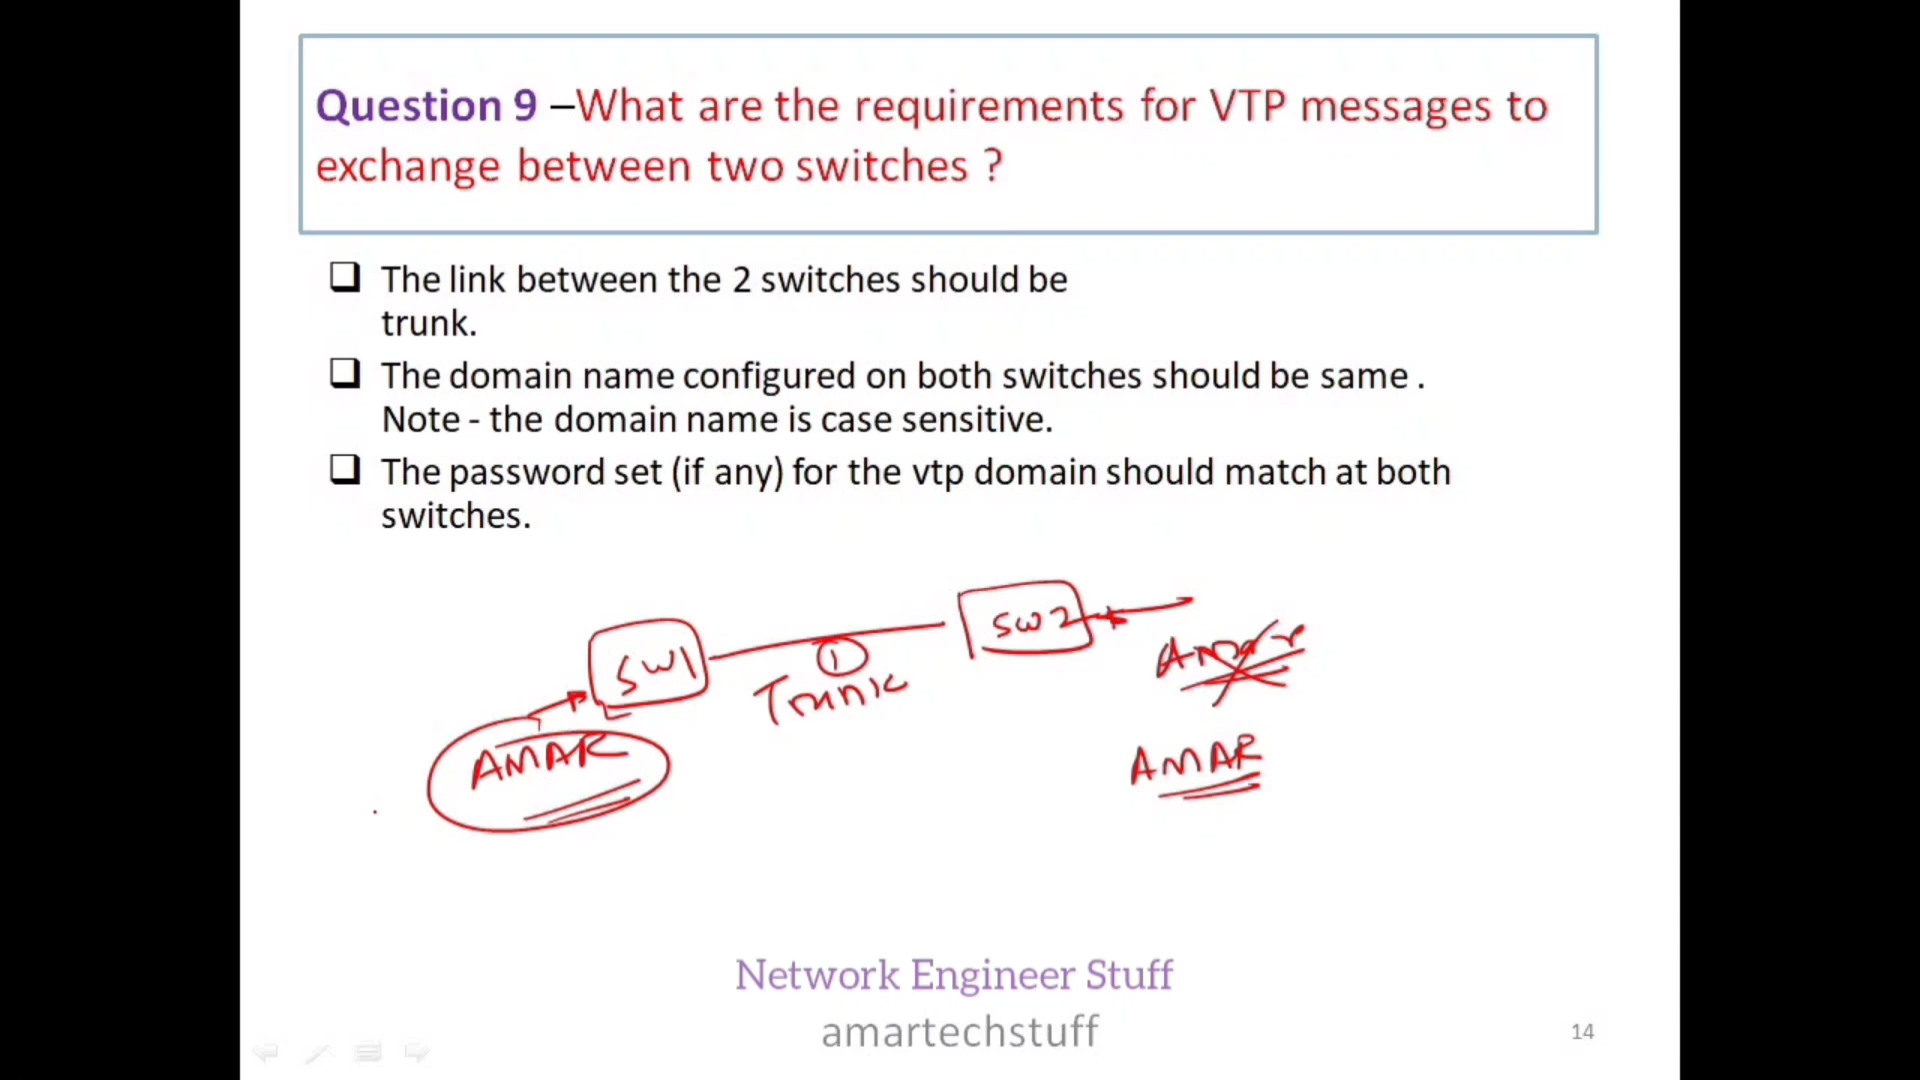 Question 9 –What are the requirements for VTP messages to
exchange between two switches ?
The link between the 2 switches should be
trunk.
The domain name configured on both switches should be same .
Note - the domain name is case sensitive.
The password set (if any) for the vtp domain should match at both
switches.
SW1
1
SW2
Trunk
Amar
AMAR
AMAR
Network Engineer Stuff
amartechstuff
14